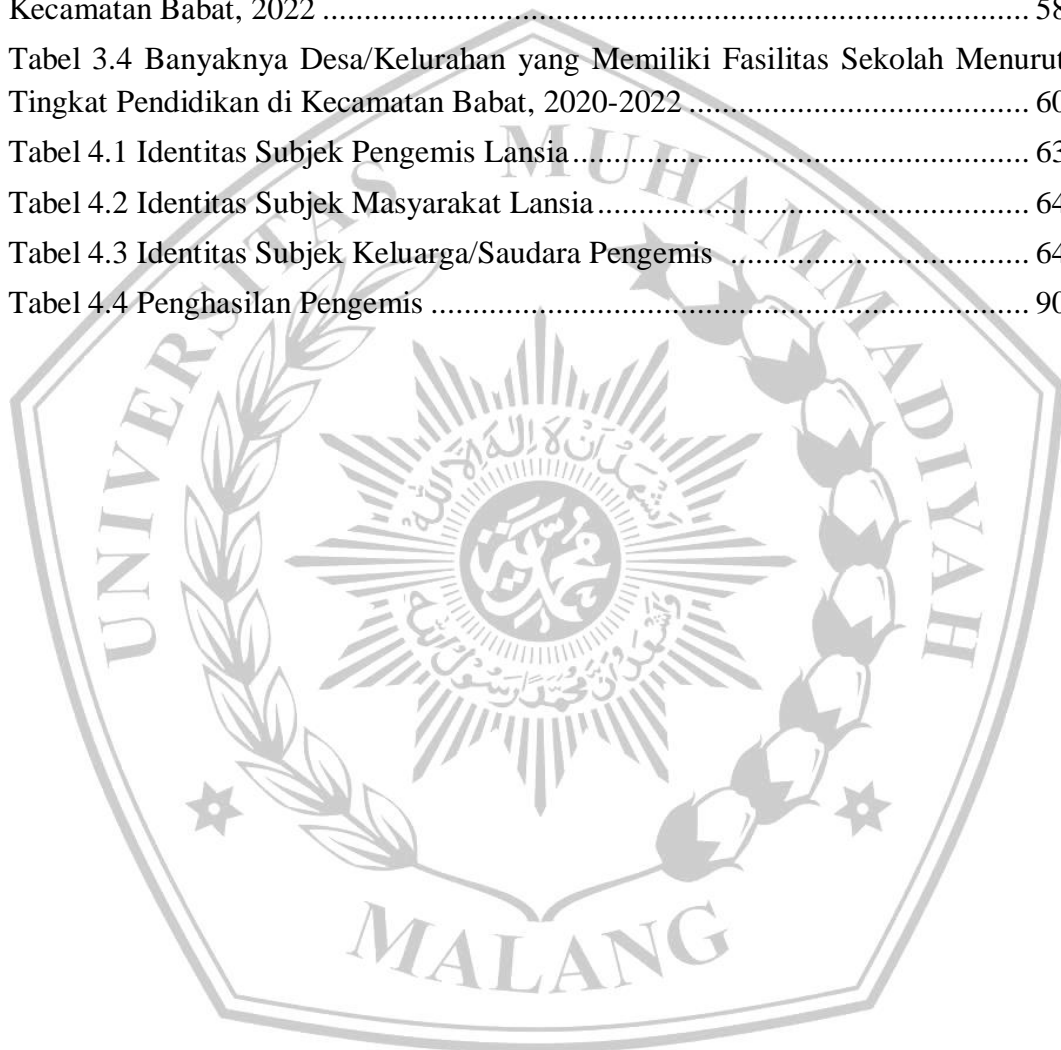 Kecamatan Babat, 2022 ........................................................................................ 58
Tabel 3.4 Banyaknya Desa/Kelurahan yang Memiliki Fasilitas Sekolah Menurut
Tingkat Pendidikan di Kecamatan Babat, 2020-2022 .......................................... 60
Tabel 4.1 Identitas Subjek Pengemis Lansia......................................................... 63
Tabel 4.2 Identitas Subjek Masyarakat Lansia...................................................... 64
Tabel 4.3 Identitas Subjek Keluarga/Saudara Pengemis ..................................... 64
Tabel 4.4 Penghasilan Pengemis .......................................................................... 90
UNIVERSITAS MUHAMMADIYAH
MALANG